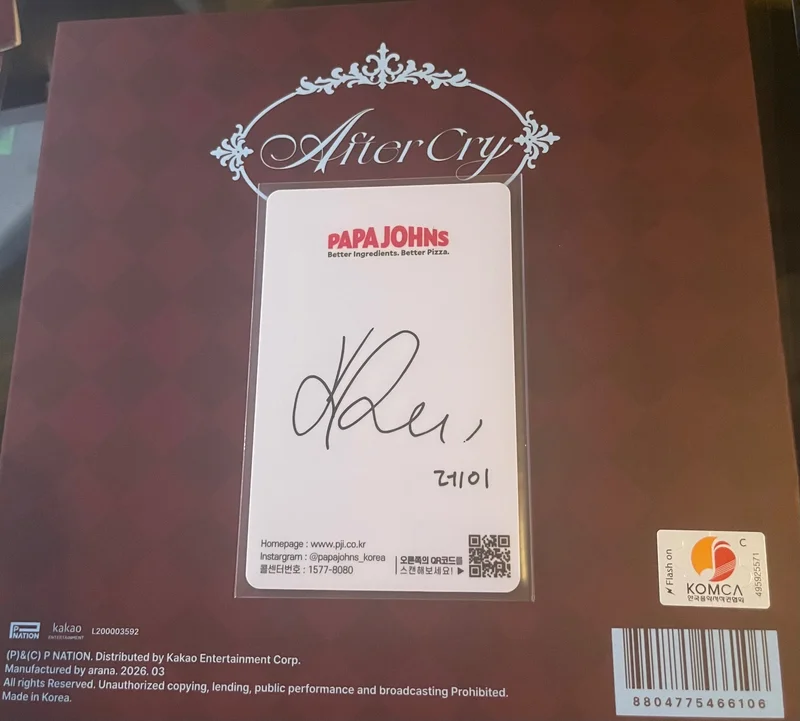 After Cry
PAPA JOHNS
Better Ingredients. Better Pizza.
레이
Homepage : www.pji.co.kr
Instargram : @papajohns_korea
콜센터번호 : 1577-8080
오른쪽의 QR코드를
스캔해보세요! ▶
Flash on
C
495925571
KOMCA
한국음악저작권협회
P NATION
kakao
ENTERTAINMENT
L200003592
(P)&(C) P NATION. Distributed by Kakao Entertainment Corp.
Manufactured by arana. 2026. 03
All rights Reserved. Unauthorized copying, lending, public performance and broadcasting Prohibited.
Made in Korea.
8804775466106